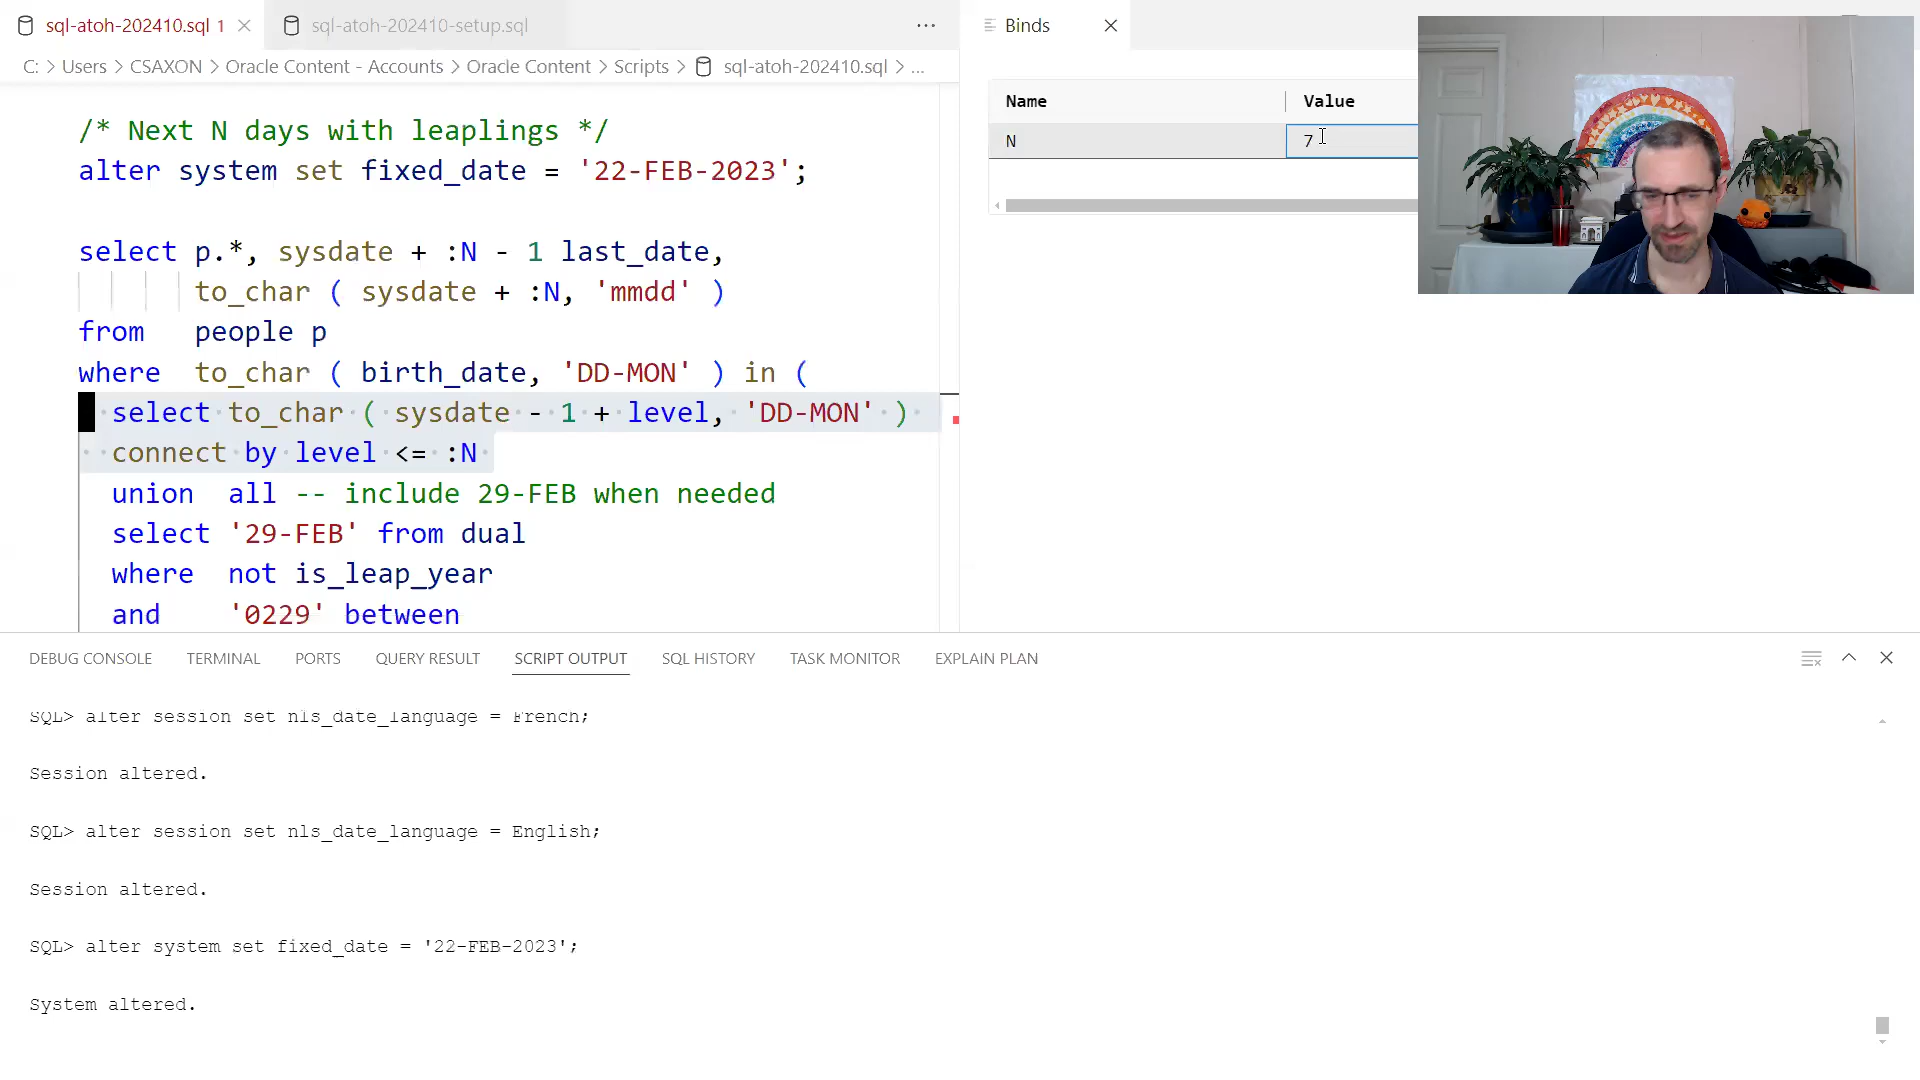 sql-atoh-202410.sql 1
sql-atoh-202410-setup.sql
Binds
C: > Users > CSAXON > Oracle Content - Accounts > Oracle Content > Scripts > sql-atoh-202410.sql > ...
Name Value
N 7
/* Next N days with leaplings */
alter system set fixed_date = '22-FEB-2023';
select p.*, sysdate + :N - 1 last_date,
to_char ( sysdate + :N, 'mmdd' )
from people p
where to_char ( birth_date, 'DD-MON' ) in (
select to_char ( sysdate - 1 + level, 'DD-MON' )
connect by level <= :N
union all -- include 29-FEB when needed
select '29-FEB' from dual
where not is_leap_year
and '0229' between
DEBUG CONSOLE TERMINAL PORTS QUERY RESULT SCRIPT OUTPUT SQL HISTORY TASK MONITOR EXPLAIN PLAN
SQL> alter session set nls_date_language = French;
Session altered.
SQL> alter session set nls_date_language = English;
Session altered.
SQL> alter system set fixed_date = '22-FEB-2023';
System altered.